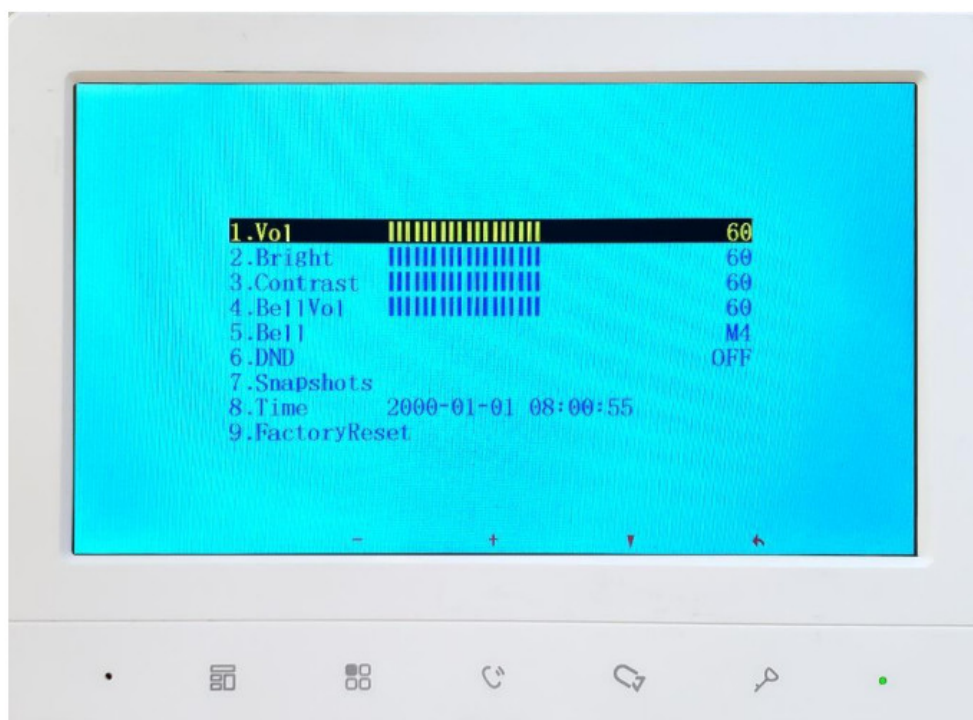 1.Vol 60
2.Bright 60
3.Contrast 60
4.BellVol 60
5.Bell M4
6.DND OFF
7.Snapshots
8.Time 2000-01-01 08:00:55
9.FactoryReset
- +